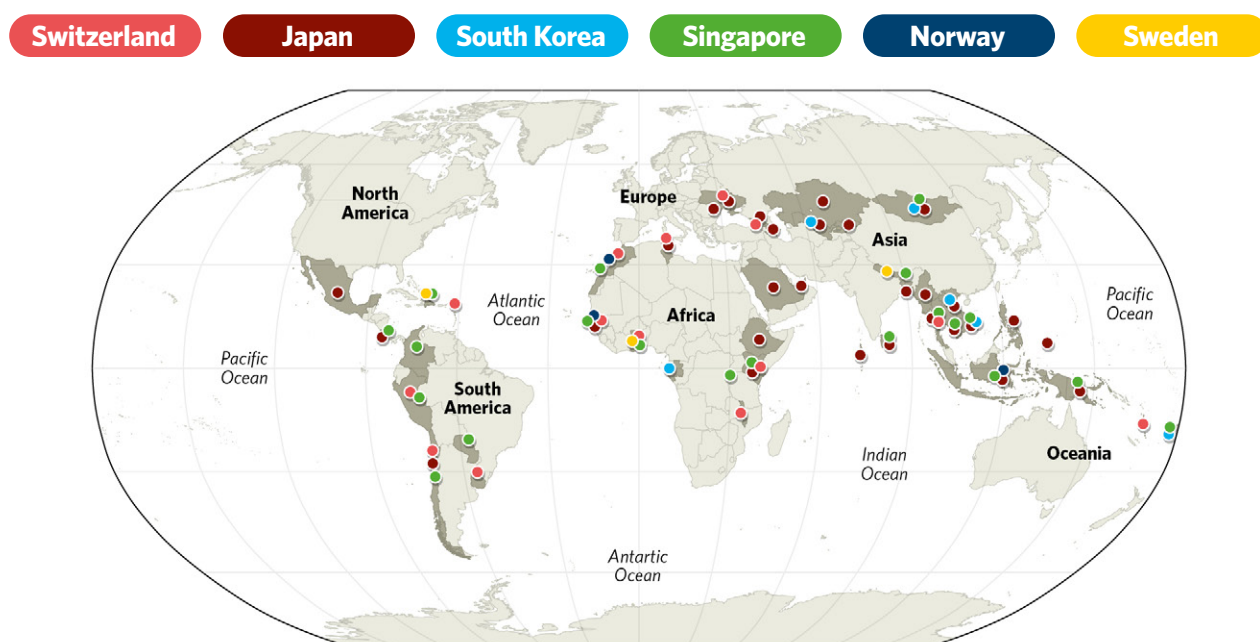 Switzerland
Japan
South Korea
Singapore
Norway
Sweden
North
America
Europe
Asia
Atlantic
Ocean
Africa
Pacific
Ocean
Pacific
Ocean
South
America
Indian
Ocean
Oceania
Antartic
Ocean